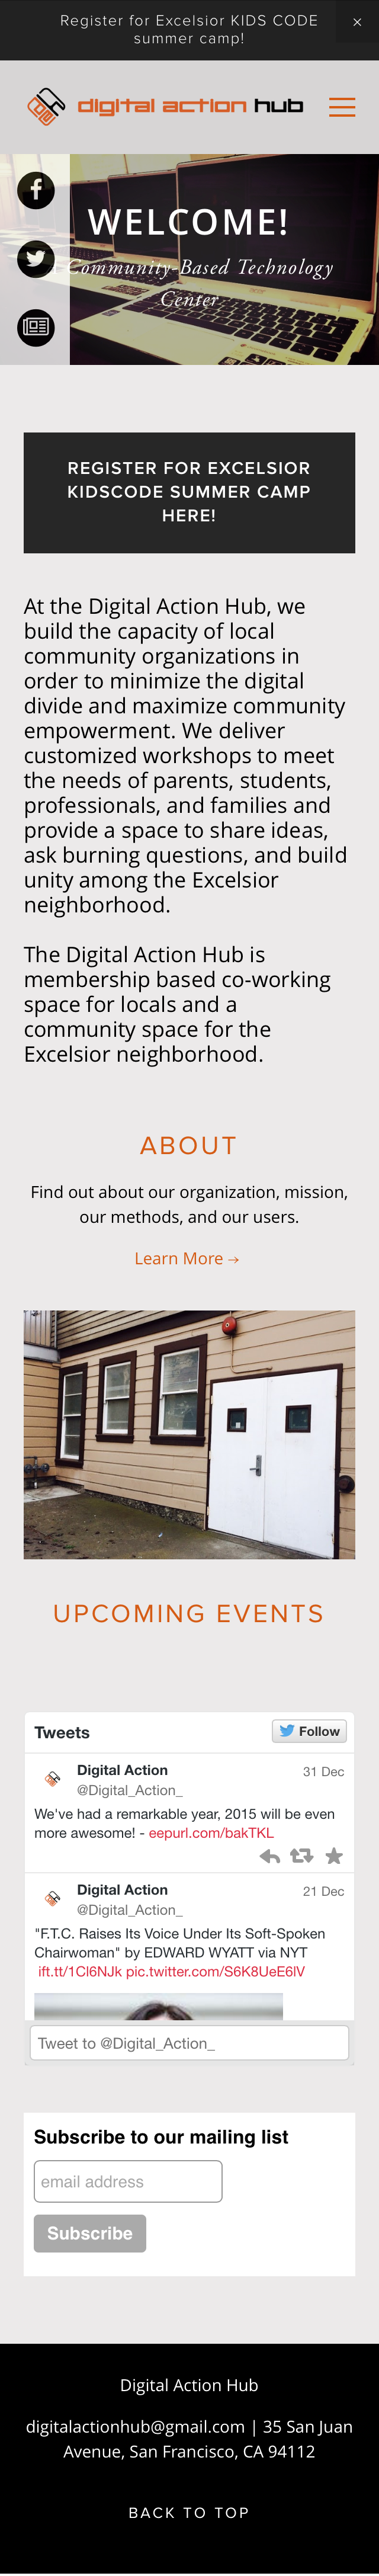 Register for Excelsior KIDS CODE
summer camp!
digital action hub
WELCOME!
Community-Based Technology
Center
REGISTER FOR EXCELSIOR
KIDSCODE SUMMER CAMP
HERE!
At the Digital Action Hub, we
build the capacity of local
community organizations in
order to minimize the digital
divide and maximize community
empowerment. We deliver
customized workshops to meet
the needs of parents, students,
professionals, and families and
provide a space to share ideas,
ask burning questions, and build
unity among the Excelsior
neighborhood.
The Digital Action Hub is
membership based co-working
space for locals and a
community space for the
Excelsior neighborhood.
ABOUT
Find out about our organization, mission,
our methods, and our users.
Learn More →
UPCOMING EVENTS
Tweets
Follow
Digital Action 31 Dec
@Digital_Action_
We've had a remarkable year, 2015 will be even
more awesome! - eepurl.com/bakTKL
Digital Action 21 Dec
@Digital_Action_
"F.T.C. Raises Its Voice Under Its Soft-Spoken
Chairwoman" by EDWARD WYATT via NYT
ift.tt/1Cl6NJk pic.twitter.com/S6K8UeE6lV
Tweet to @Digital_Action_
Subscribe to our mailing list
email address
Subscribe
Digital Action Hub
digitalactionhub@gmail.com | 35 San Juan
Avenue, San Francisco, CA 94112
BACK TO TOP